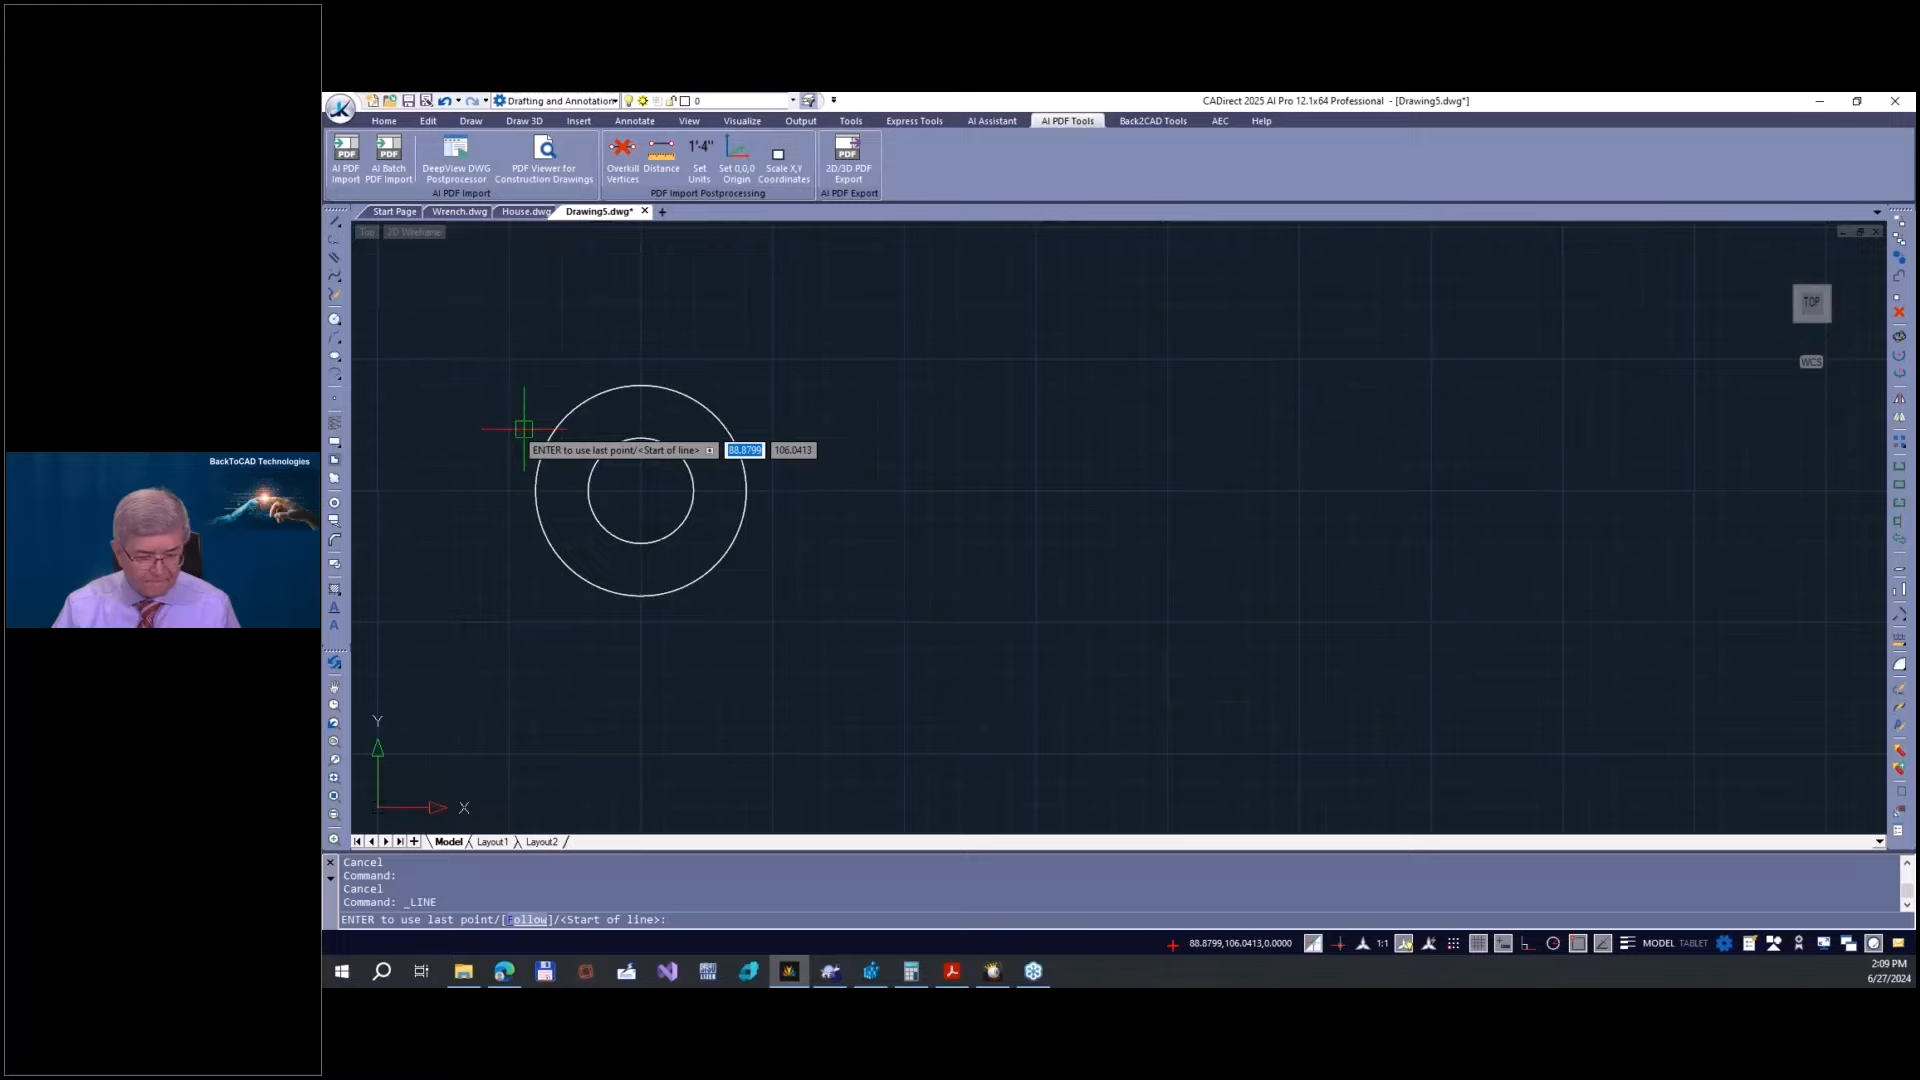 BackToCAD Technologies
Drafting and Annotation
0
CADirect 2025 AI Pro 12.1x64 Professional - [Drawing5.dwg*]
Home Edit Draw Draw 3D Insert Annotate View Visualize Output Tools Express Tools AI Assistant AI PDF Tools Back2CAD Tools AEC Help
PDF PDF 1'-4" PDF
AI PDF Import
AI Batch PDF Import
DeepView DWG Postprocessor
PDF Viewer for Construction Drawings
Overkill Vertices
Distance
Set Units
Set 0,0,0 Origin
Scale X,Y Coordinates
2D/3D PDF Export
AI PDF Import PDF Import Postprocessing AI PDF Export
Start Page Wrench.dwg House.dwg Drawing5.dwg*
Top 2D Wireframe
TOP
WCS
ENTER to use last point/<Start of line> 88.8799 106.0413
Y
X
Model Layout1 Layout2
Cancel
Command:
Cancel
Command: _LINE
ENTER to use last point/[Follow]/<Start of line>:
88.8799,106.0413,0.0000 1:1 MODEL TABLET
2:09 PM
6/27/2024